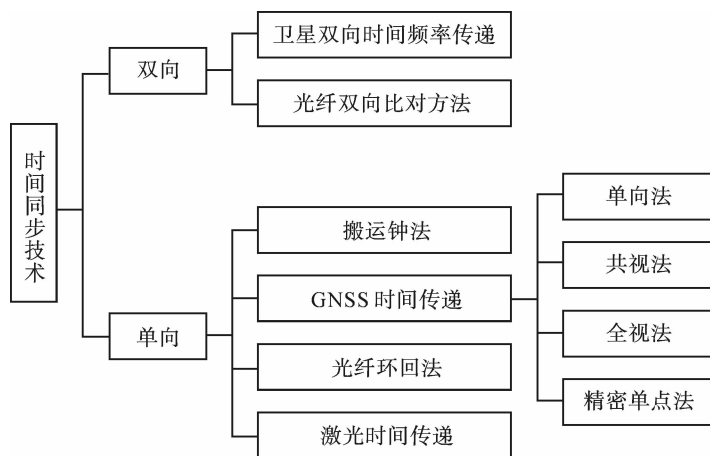 时间同步技术
双向
卫星双向时间频率传递
光纤双向比对方法
单向
搬运钟法
GNSS时间传递
光纤环回法
激光时间传递
单向法
共视法
全视法
精密单点法